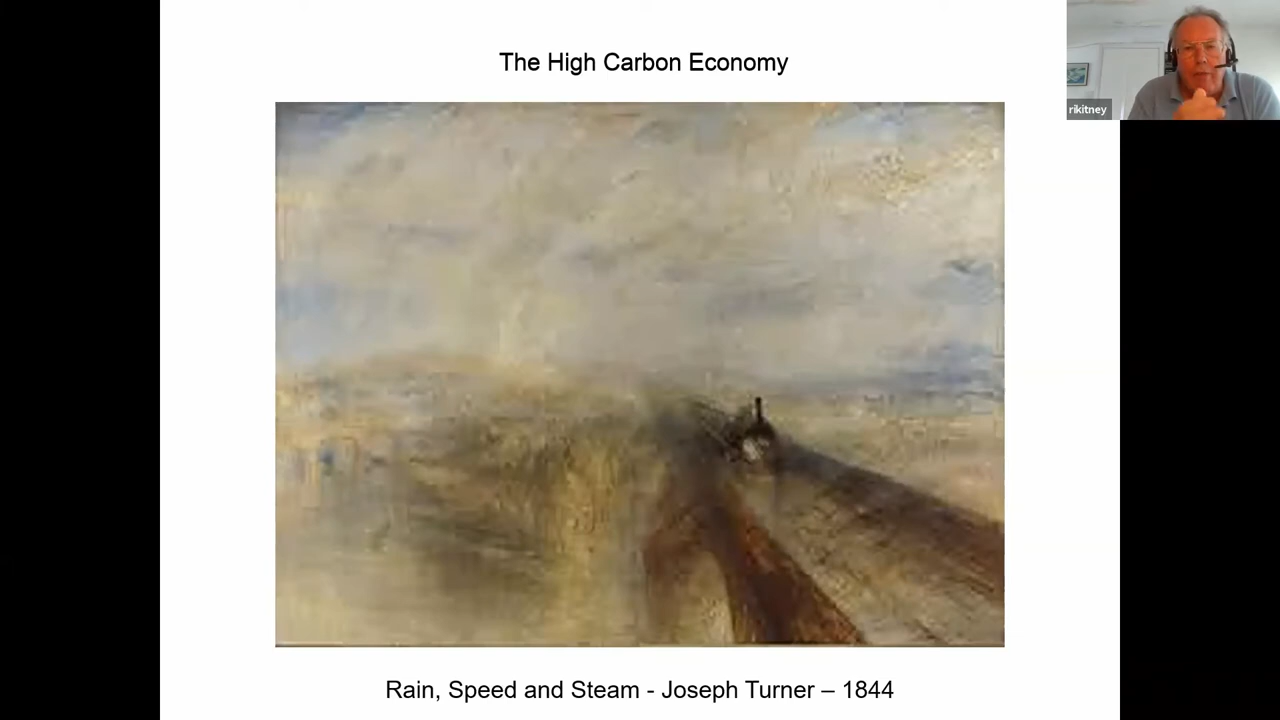 The High Carbon Economy
rikitney
Rain, Speed and Steam - Joseph Turner – 1844